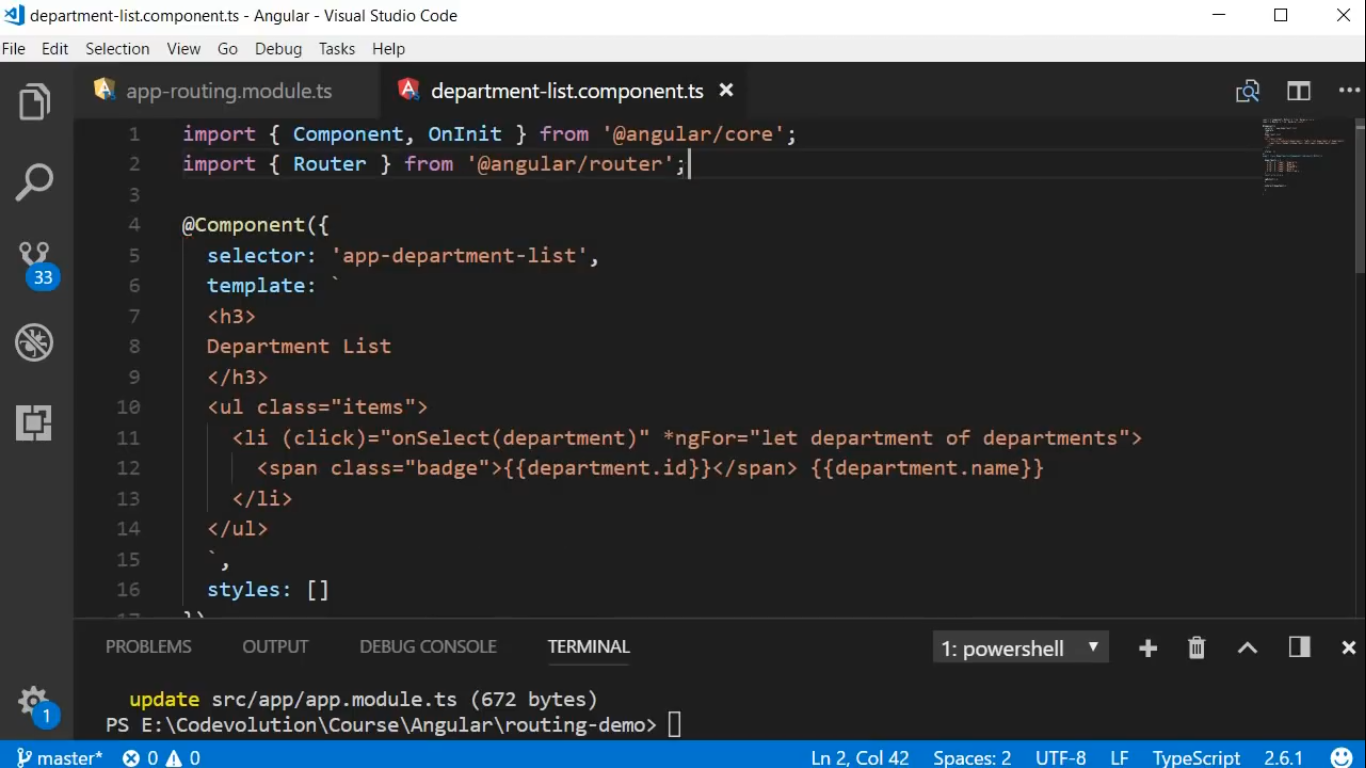 department-list.component.ts - Angular - Visual Studio Code
File Edit Selection View Go Debug Tasks Help
app-routing.module.ts department-list.component.ts
1 import { Component, OnInit } from '@angular/core';
2 import { Router } from '@angular/router';
3
4 @Component({
5 selector: 'app-department-list',
6 template: `
7 <h3>
8 Department List
9 </h3>
10 <ul class="items">
11 <li (click)="onSelect(department)" *ngFor="let department of departments">
12 <span class="badge">{{department.id}}</span> {{department.name}}
13 </li>
14 </ul>
15 `,
16 styles: []
17 })
33
PROBLEMS OUTPUT DEBUG CONSOLE TERMINAL 1: powershell
update src/app/app.module.ts (672 bytes)
PS E:\Codevolution\Course\Angular\routing-demo>
1
master* 0 0 Ln 2, Col 42 Spaces: 2 UTF-8 LF TypeScript 2.6.1